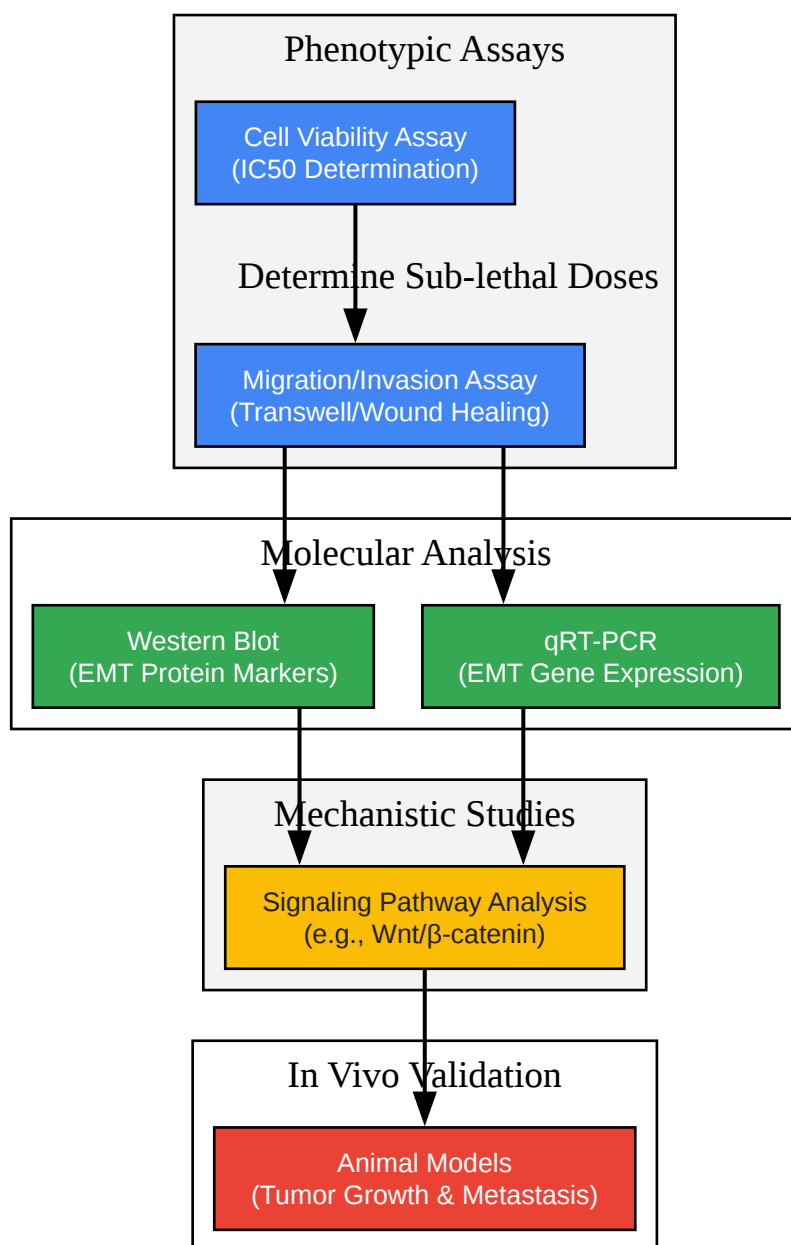 Phenotypic Assays
Cell Viability Assay
(IC50 Determination)
Determine Sub-lethal Doses
Migration/Invasion Assay
(Transwell/Wound Healing)
Molecular Analysis
Western Blot
(EMT Protein Markers)
qRT-PCR
(EMT Gene Expression)
Mechanistic Studies
Signaling Pathway Analysis
(e.g., Wnt/β-catenin)
In Vivo Validation
Animal Models
(Tumor Growth & Metastasis)